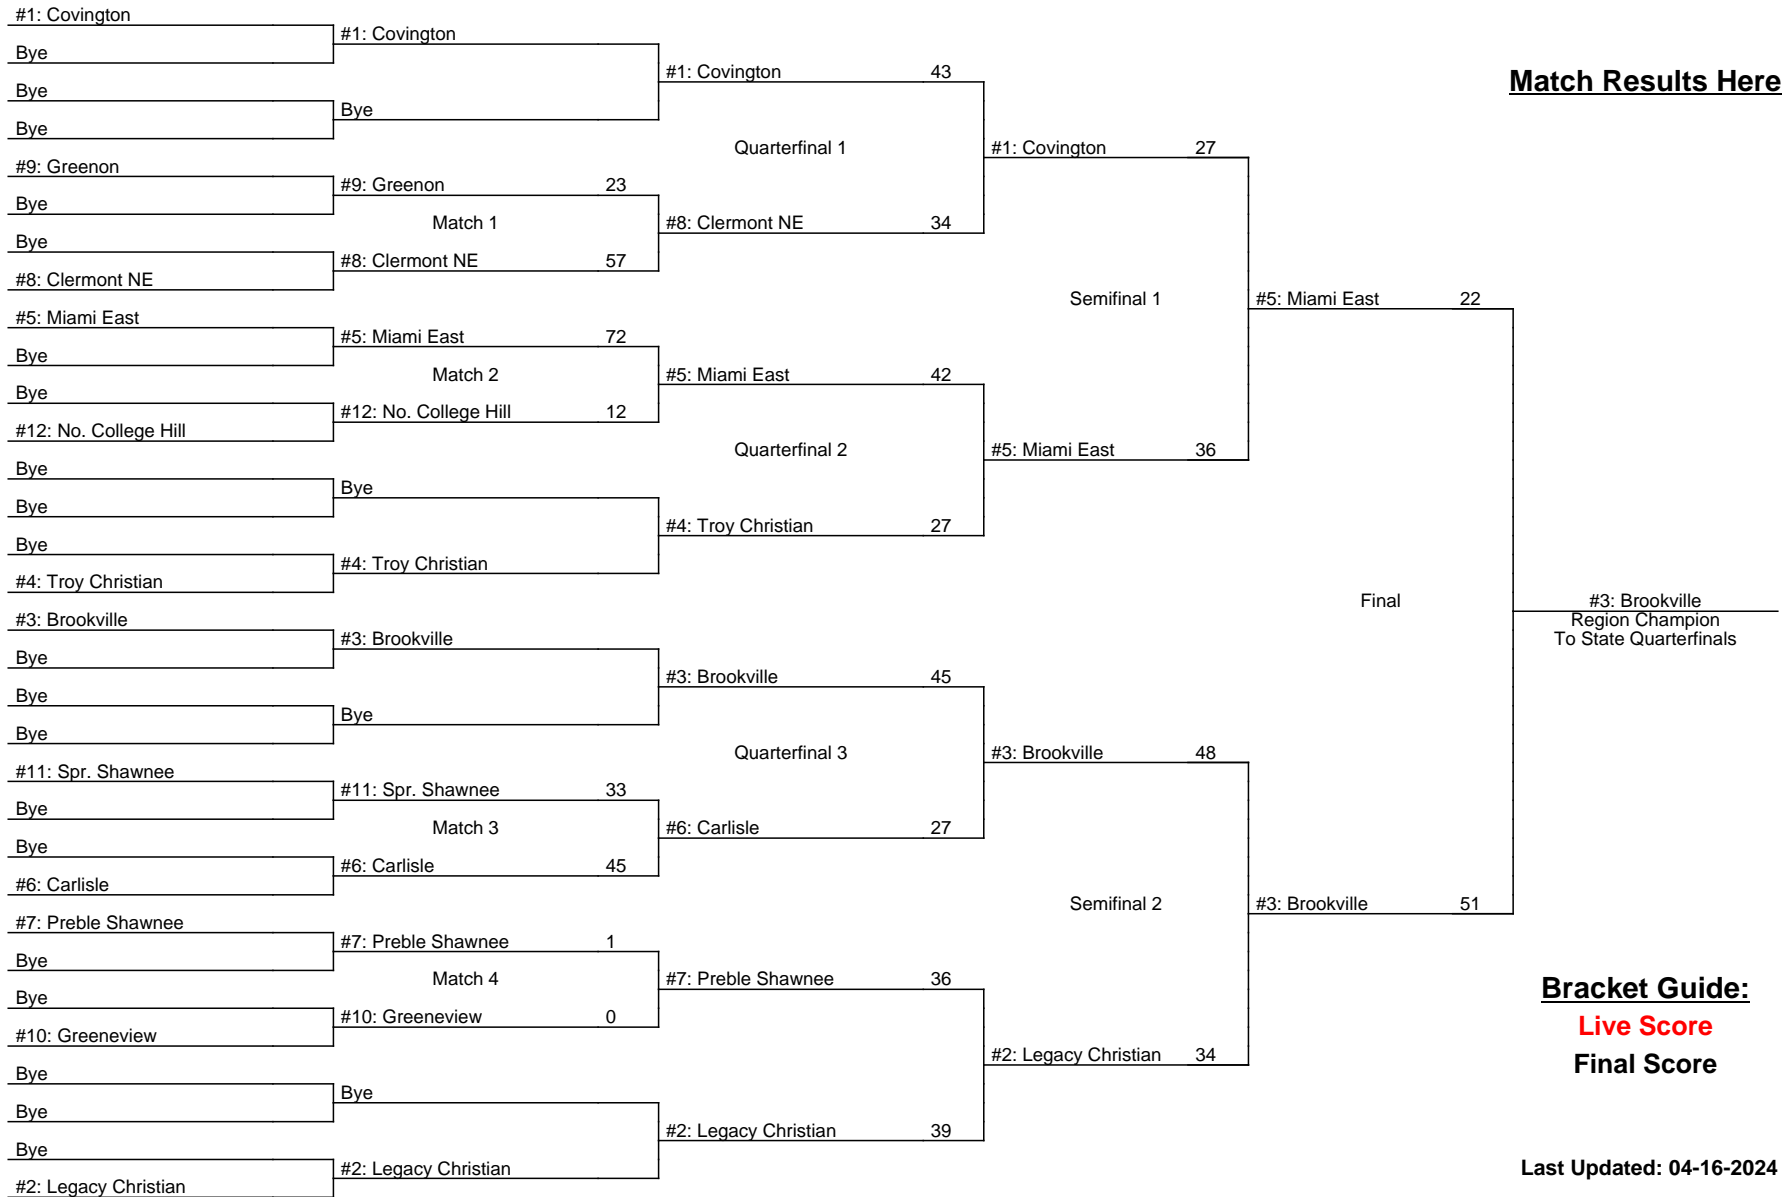 #1: Covington
Bye
Bye
Bye
#9: Greenon
Bye
Bye
#8: Clermont NE
#5: Miami East
Bye
Bye
#12: No. College Hill
Bye
Bye
Bye
#4: Troy Christian
#3: Brookville
Bye
Bye
Bye
#11: Spr. Shawnee
Bye
Bye
#6: Carlisle
#7: Preble Shawnee
Bye
Bye
#10: Greeneview
Bye
Bye
Bye
#2: Legacy Christian
#1: Covington
Bye
#9: Greenon 23
Match 1
#8: Clermont NE 57
#5: Miami East 72
Match 2
#12: No. College Hill 12
Bye
#4: Troy Christian
#3: Brookville
Bye
#11: Spr. Shawnee 33
Match 3
#6: Carlisle 45
#7: Preble Shawnee 1
Match 4
#10: Greeneview 0
Bye
#2: Legacy Christian
#1: Covington 43
Quarterfinal 1
#8: Clermont NE 34
#5: Miami East 42
Quarterfinal 2
#4: Troy Christian 27
#3: Brookville 45
Quarterfinal 3
#6: Carlisle 27
#7: Preble Shawnee 36
#2: Legacy Christian 39
#1: Covington 27
Semifinal 1
#5: Miami East 36
#3: Brookville 48
Semifinal 2
#2: Legacy Christian 34
#5: Miami East 22
Final
#3: Brookville 51
#3: Brookville
Region Champion
To State Quarterfinals
Match Results Here
Bracket Guide:
Live Score
Final Score
Last Updated: 04-16-2024